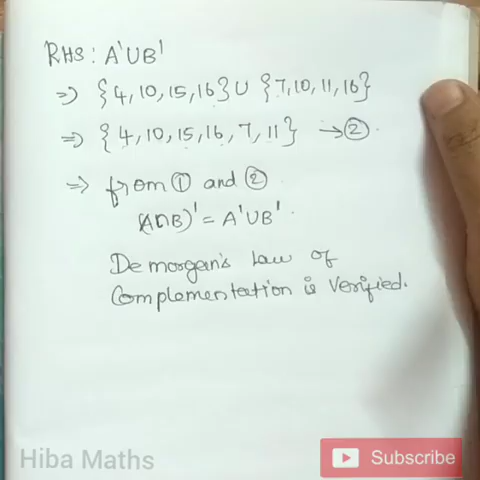 RHS: A'UB'
=> {4, 10, 15, 16} U {7, 10, 11, 16}
=> {4, 10, 15, 16, 7, 11} → ②.
=> from ① and ②
(A∩B)' = A'UB'.
De morgan's Law of
Complementation is verified.
Hiba Maths
Subscribe